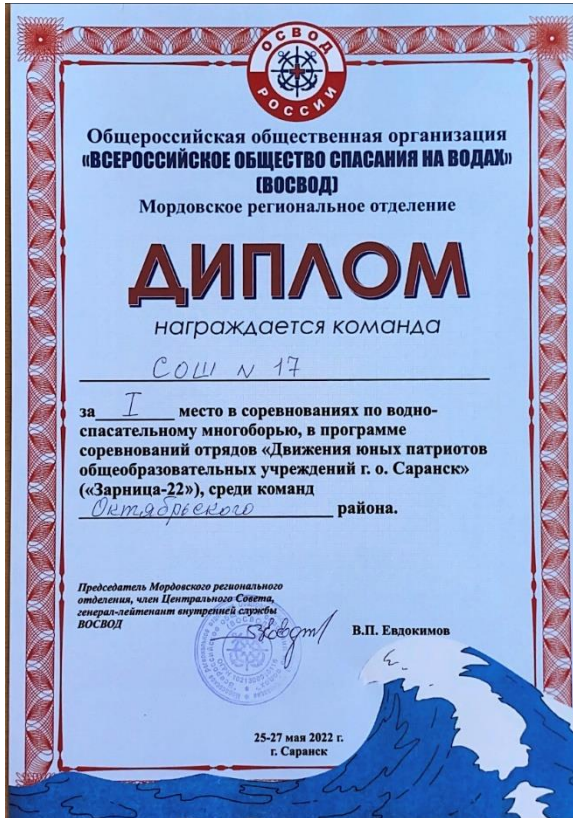 ОСВОД
РОССИИ
Общероссийская общественная организация
«ВСЕРОССИЙСКОЕ ОБЩЕСТВО СПАСАНИЯ НА ВОДАХ»
(ВОСВОД)
Мордовское региональное отделение
ДИПЛОМ
награждается команда
СОШ N 17
за I место в соревнованиях по водно-
спасательному многоборью, в программе
соревнований отрядов «Движения юных патриотов
общеобразовательных учреждений г. о. Саранск»
(«Зарница-22»), среди команд
Октябрьского района.
Председатель Мордовского регионального
отделения, член Центрального Совета,
генерал-лейтенант внутренней службы
ВОСВОД
В.П. Евдокимов
25-27 мая 2022 г.
г. Саранск